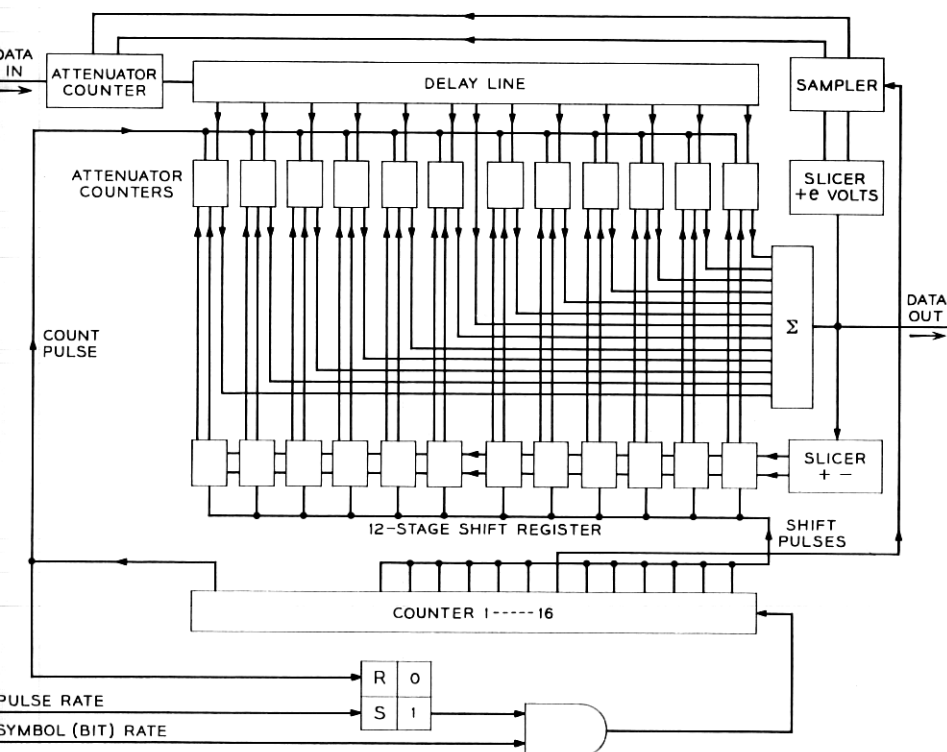 DATA
IN
ATTENUATOR
COUNTER
DELAY LINE
SAMPLER
ATTENUATOR
COUNTERS
SLICER
+e VOLTS
COUNT
PULSE
Σ
DATA
OUT
SLICER
+ −
12-STAGE SHIFT REGISTER
SHIFT
PULSES
COUNTER 1-----16
R 0
S 1
PULSE RATE
SYMBOL (BIT) RATE